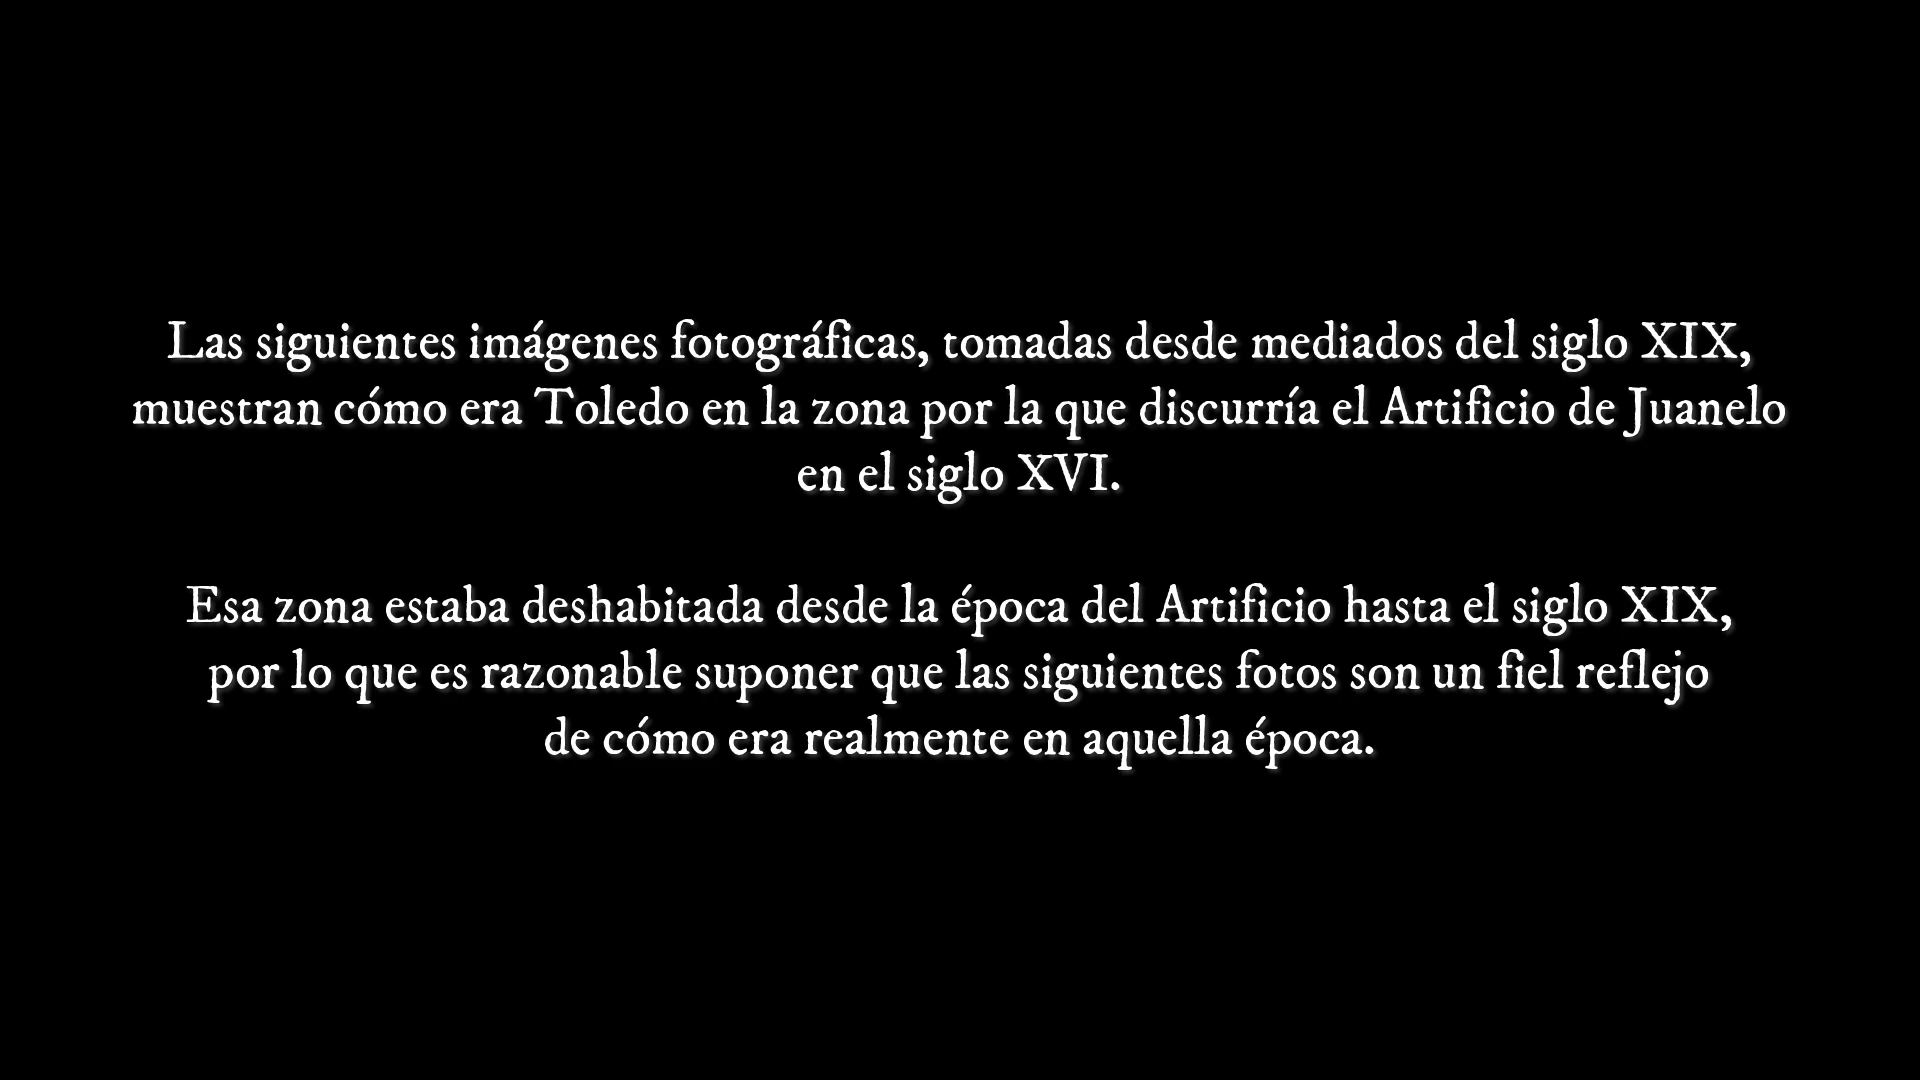 Las siguientes imágenes fotográficas, tomadas desde mediados del siglo XIX,
muestran cómo era Toledo en la zona por la que discurría el Artificio de Juanelo
en el siglo XVI.
Esa zona estaba deshabitada desde la época del Artificio hasta el siglo XIX,
por lo que es razonable suponer que las siguientes fotos son un fiel reflejo
de cómo era realmente en aquella época.